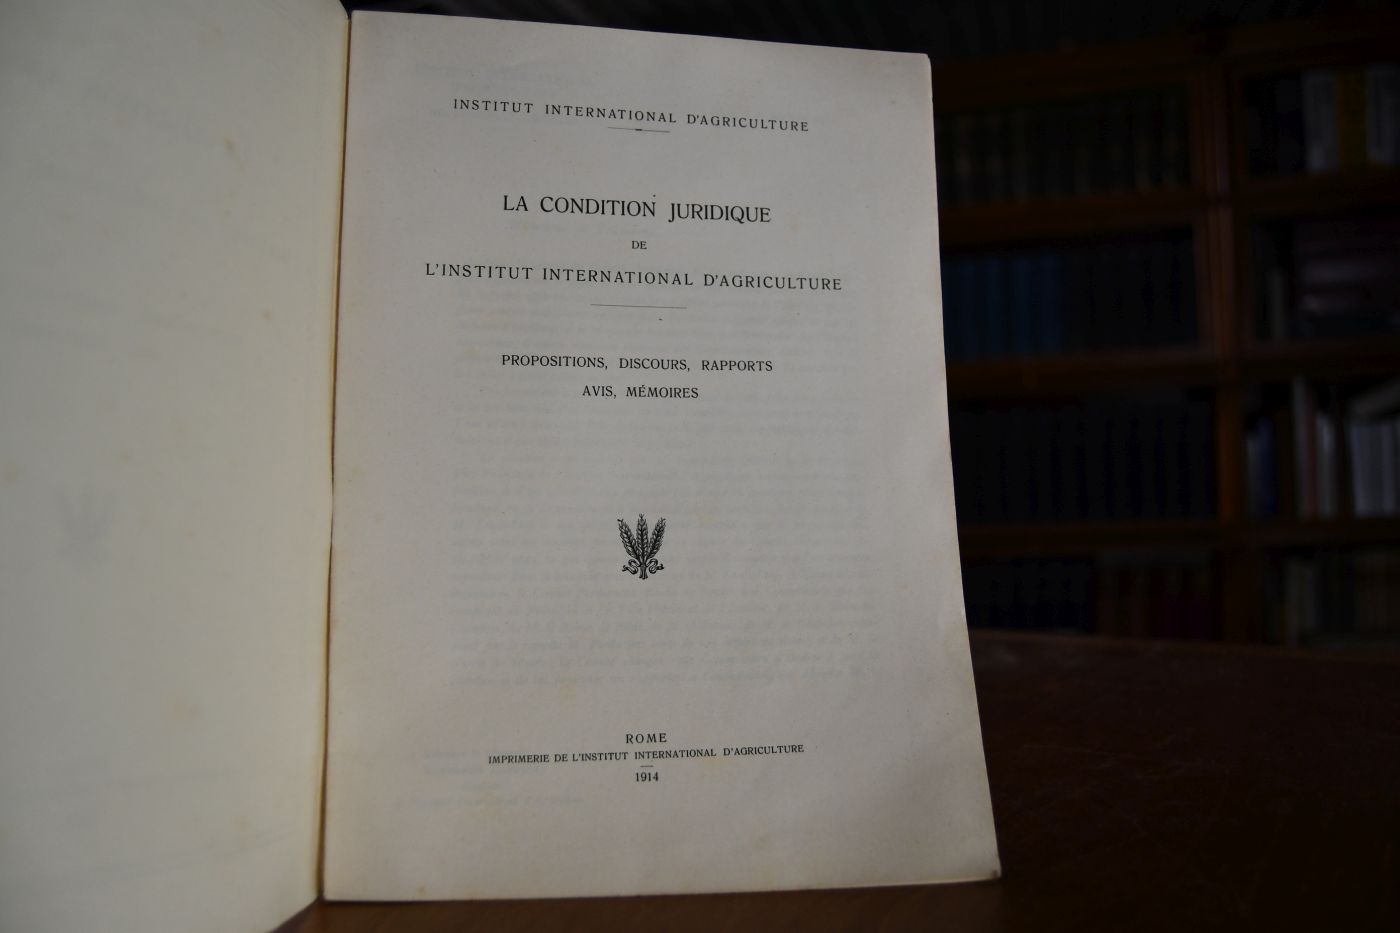 INSTITUT INTERNATIONAL D'AGRICULTURE
LA CONDITION JURIDIQUE
DE
L'INSTITUT INTERNATIONAL D'AGRICULTURE
PROPOSITIONS, DISCOURS, RAPPORTS
AVIS, MÉMOIRES
ROME
IMPRIMERIE DE L'INSTITUT INTERNATIONAL D'AGRICULTURE
1914